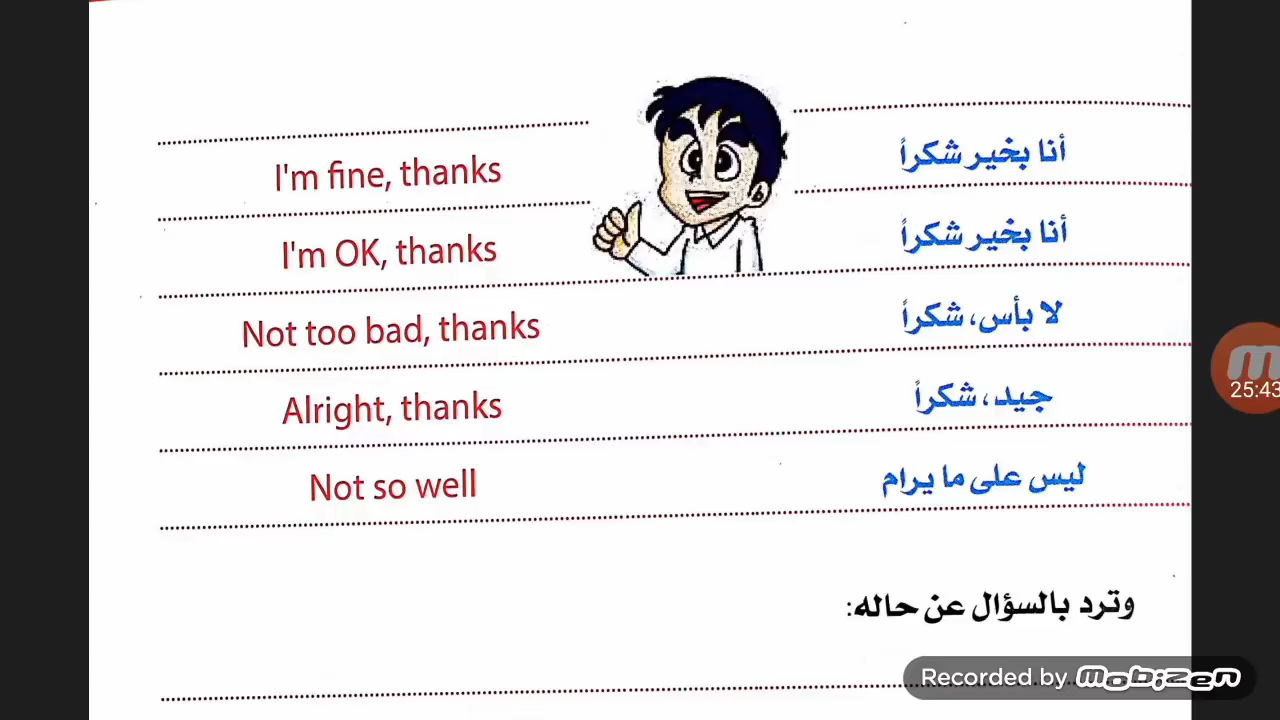 I'm fine, thanks أنا بخير شكراً
I'm OK, thanks أنا بخير شكراً
Not too bad, thanks لا بأس، شكراً
Alright, thanks جيد، شكراً
Not so well ليس على ما يرام
وترد بالسؤال عن حاله:
25:43
Recorded by mobizen